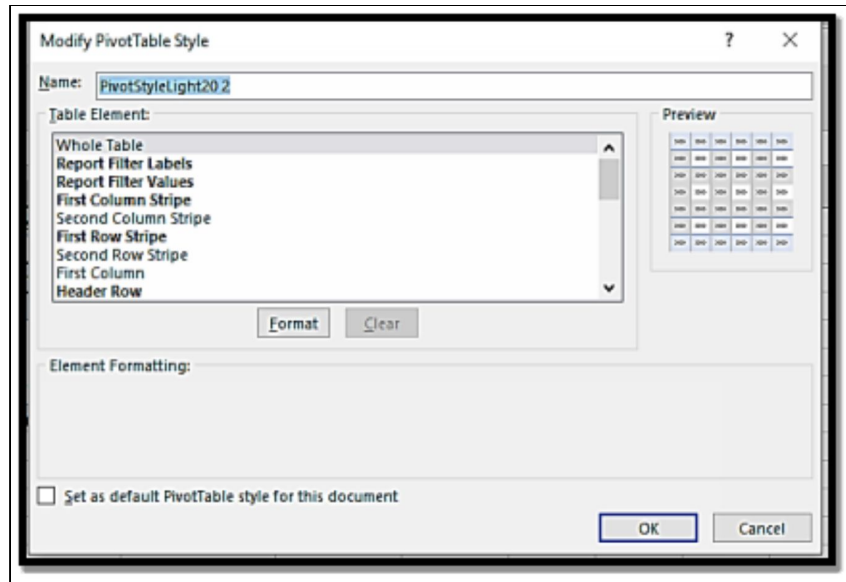 Modify PivotTable Style ? ×
Name: PivotStyleLight20 2
Table Element:
Whole Table
Report Filter Labels
Report Filter Values
First Column Stripe
Second Column Stripe
First Row Stripe
Second Row Stripe
First Column
Header Row
Format Clear
Preview
Element Formatting:
Set as default PivotTable style for this document
OK Cancel